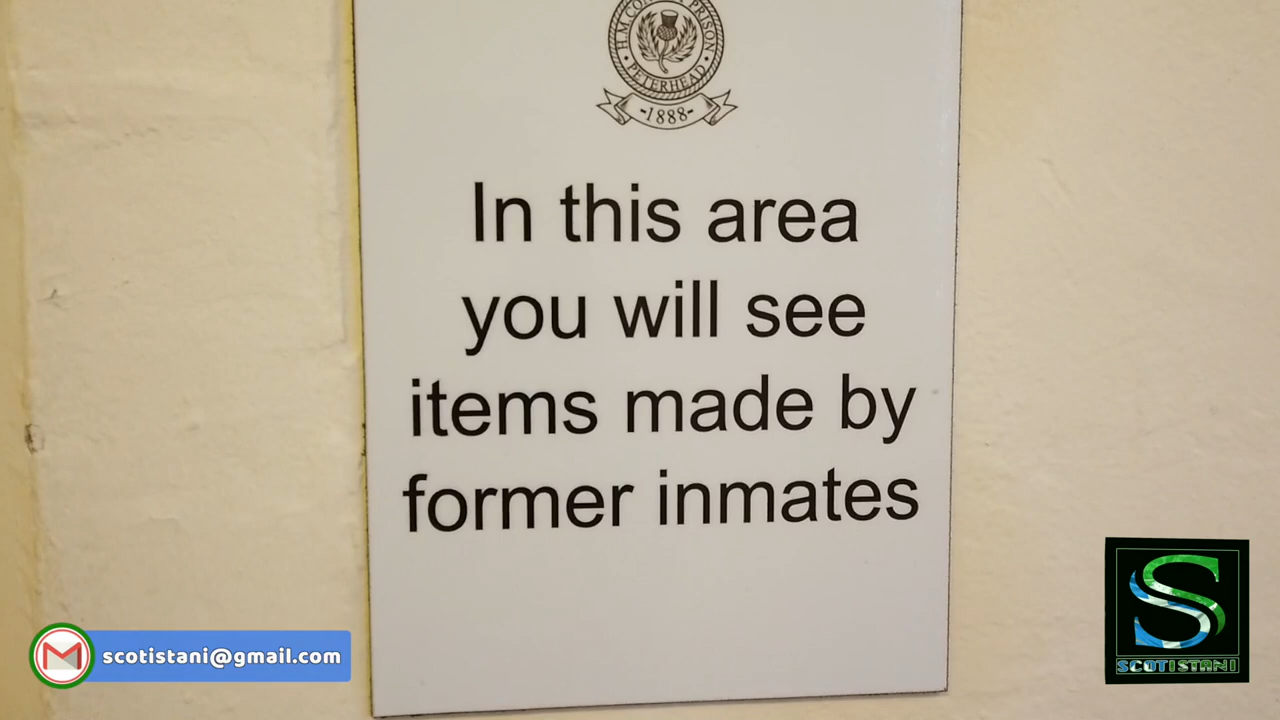 H.M. CO PRISON
PETERHEAD
-1888-
In this area
you will see
items made by
former inmates
scotistani@gmail.com
SCOTISTANI